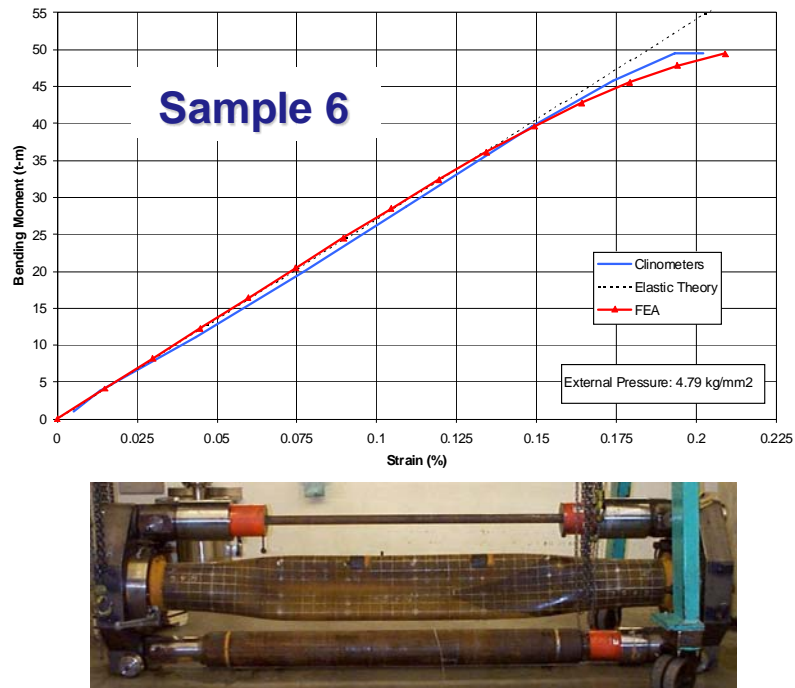 55
50
45
40
35
30
25
20
15
10
5
0
Bending Moment (t-m)
Sample 6
Clinometers
Elastic Theory
FEA
External Pressure: 4.79 kg/mm2
0 0.025 0.05 0.075 0.1 0.125 0.15 0.175 0.2 0.225
Strain (%)